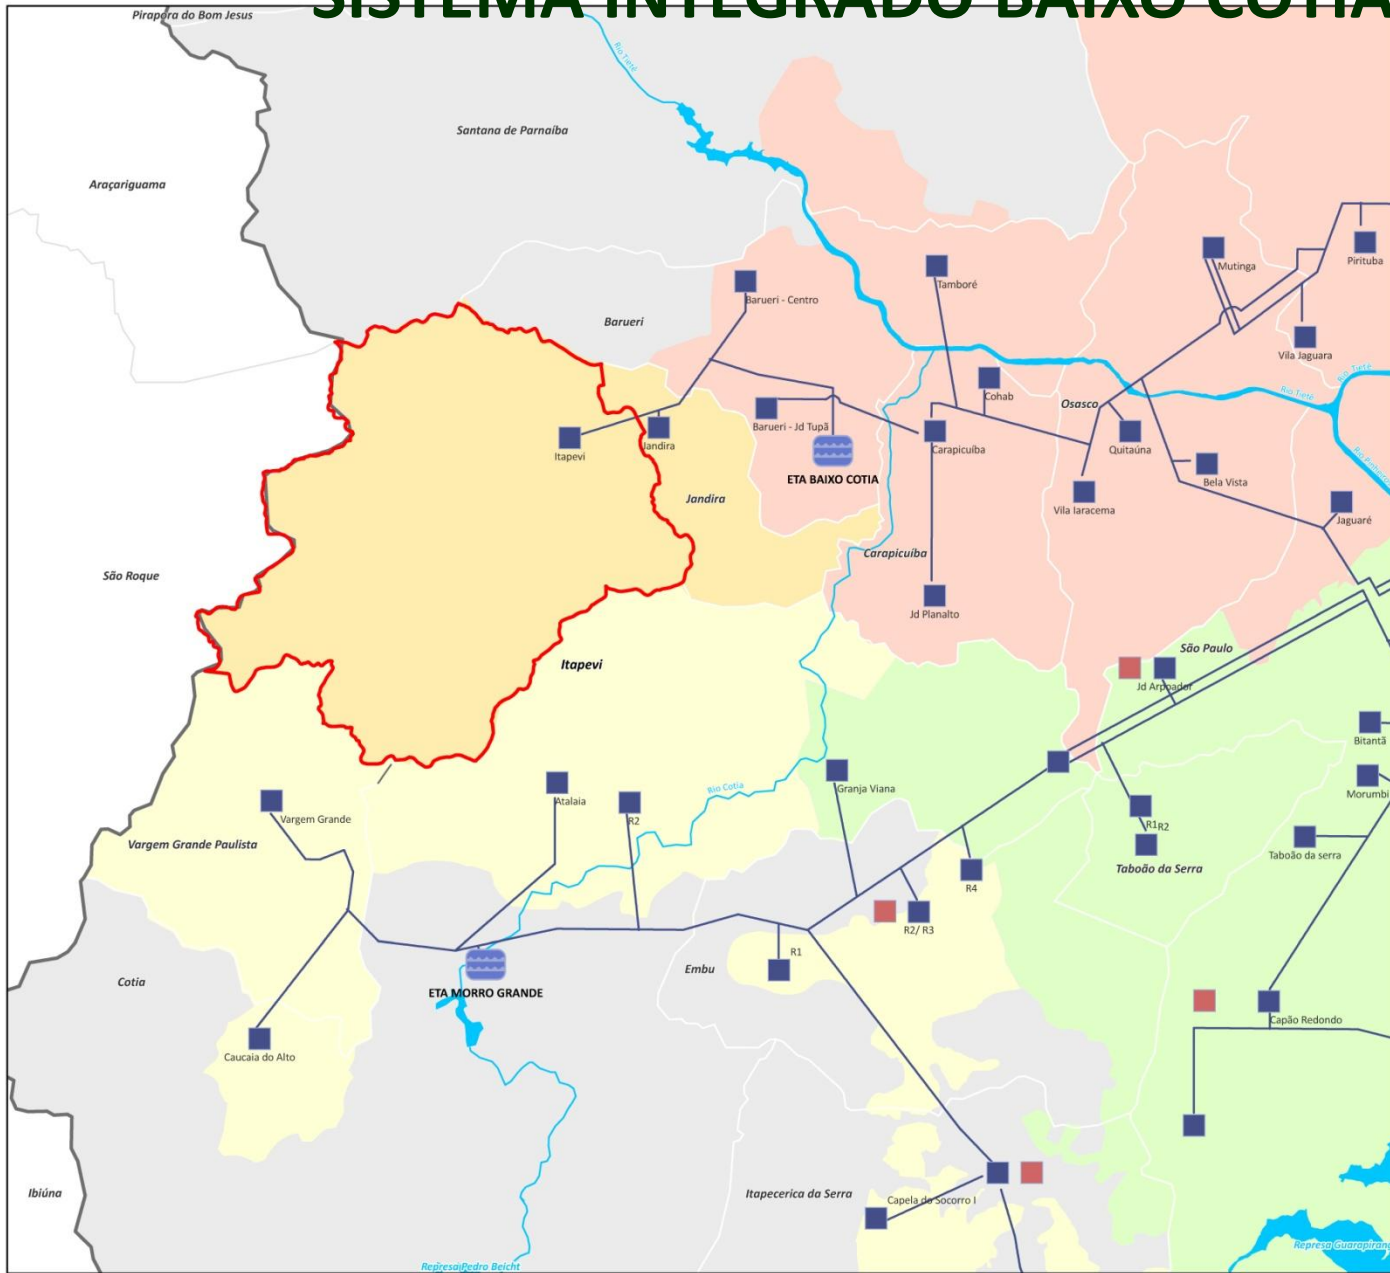 SISTEMA INTEGRADO BAIXO COTIA
Pirapora do Bom Jesus
Rio Tietê
Santana de Parnaíba
Araçariguama
Mutinga
Pirituba
Tamboré
Barueri - Centro
Barueri
Vila Jaguara
Rio Tietê
Rio Tietê
Cohab
Osasco
Barueri - Jd Tupã
Itapevi
Jandira
Carapicuíba
Quitaúna
ETA BAIXO COTIA
Bela Vista
Jandira
Vila Iaracema
Jaguaré
Carapicuíba
São Roque
Jd Planalto
São Paulo
Itapevi
Jd Arpoador
Bitantã
Rio Cotia
Granja Viana
Morumbi
Atalaia
R2
Vargem Grande
R1
R2
Vargem Grande Paulista
Taboão da serra
Taboão da Serra
R4
R2/ R3
R1
Embu
Cotia
ETA MORRO GRANDE
Capão Redondo
Caucaia do Alto
Ibiúna
Itapecerica da Serra
Capela do Socorro I
Represa Guarapiranga
Represa Pedro Beicht